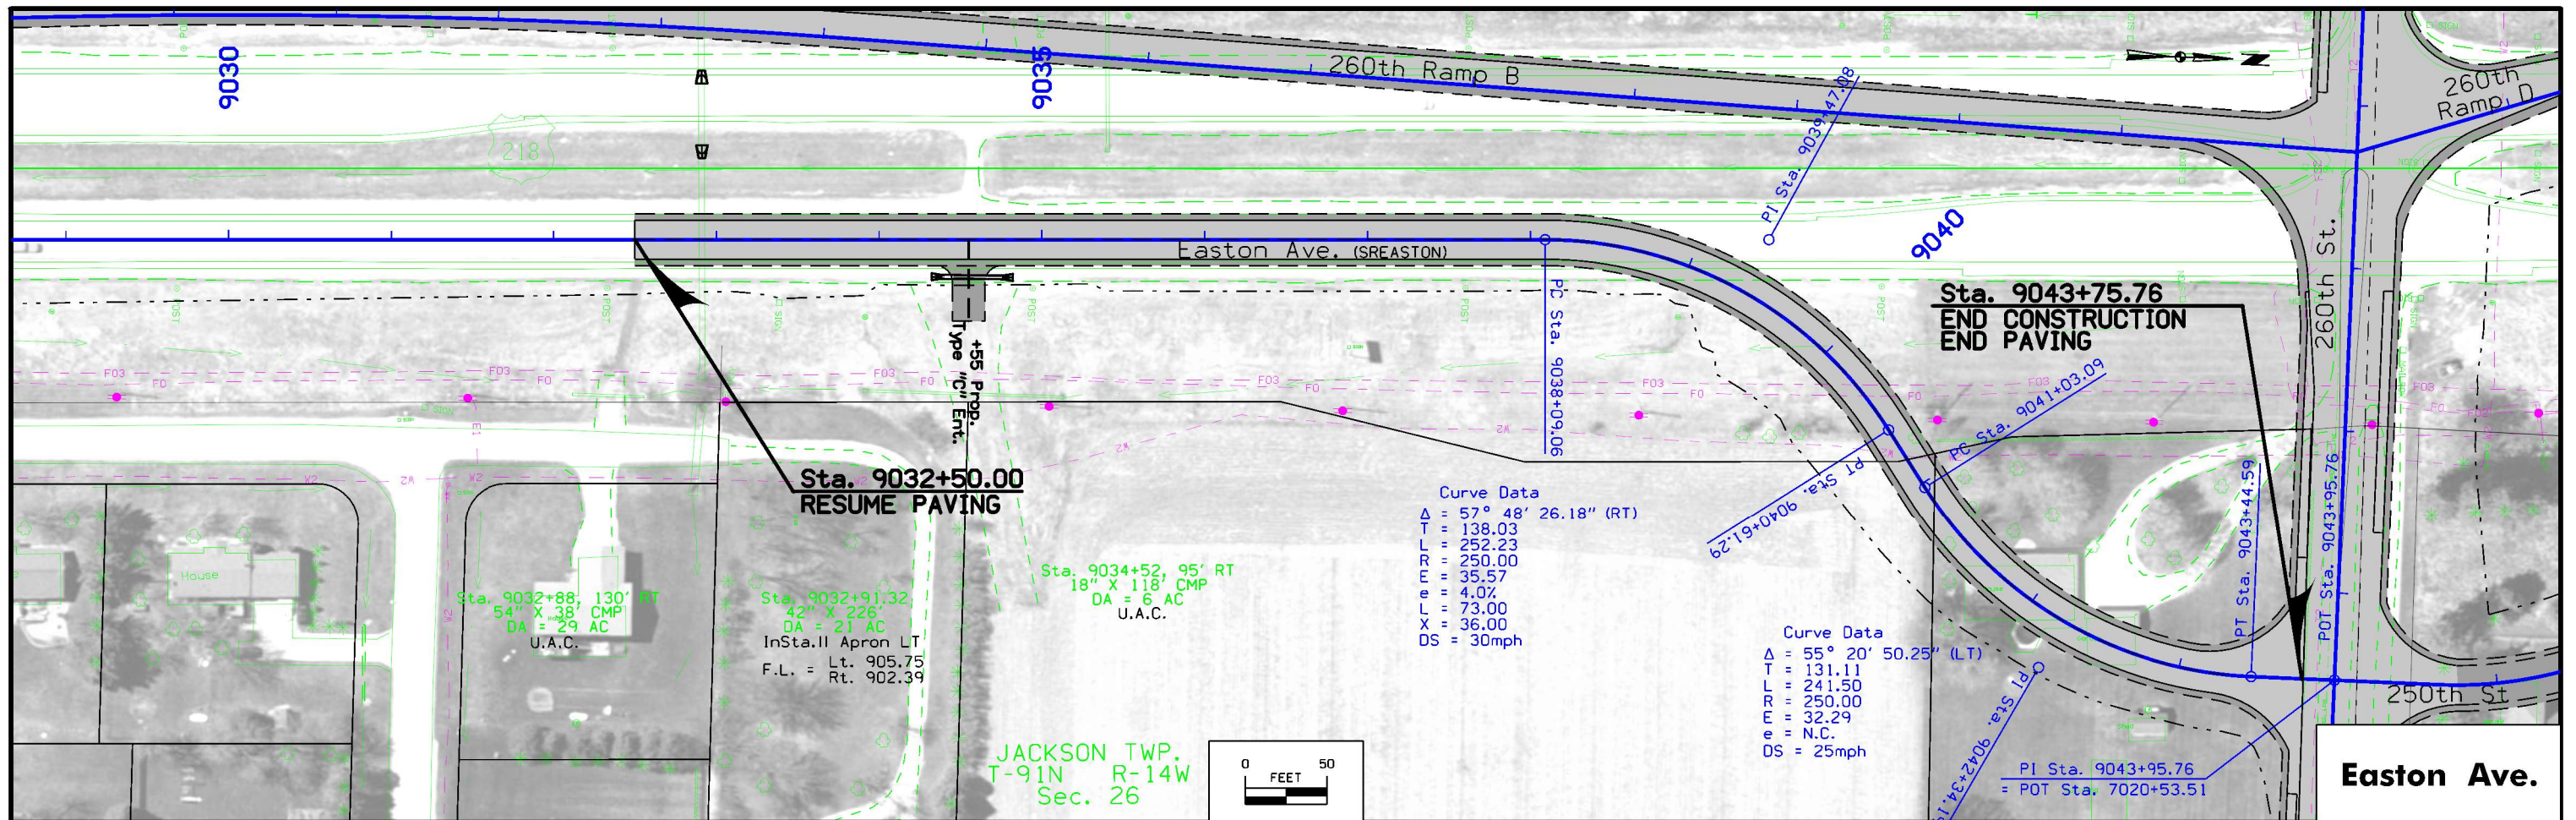 9030
9035
260th Ramp B
PI Sta. 9039+47.08
260th
Ramp D
218
Easton Ave. (SREASTON)
9040
260th St.
PC Sta. 9038+09.06
Sta. 9043+75.76
END CONSTRUCTION
END PAVING
+55 Prop.
Type "C" Ent.
Sta. 9032+50.00
RESUME PAVING
PT Sta. 9040+61.29
PC Sta. 9041+03.09
PT Sta. 9043+44.59
POT Sta. 9043+95.76
House
Sta. 9032+88, 130' RT
54" X 38' CMP
DA = 29 AC
U.A.C.
Sta. 9032+91.32
42" X 226'
DA = 21 AC
InSta.II Apron LT
F.L. = Lt. 905.75
Rt. 902.39
Sta. 9034+52, 95' RT
18" X 118' CMP
DA = 6 AC
U.A.C.
Curve Data
Δ = 57° 48' 26.18" (RT)
T = 138.03
L = 252.23
R = 250.00
E = 35.57
e = 4.0%
L = 73.00
X = 36.00
DS = 30mph
Curve Data
Δ = 55° 20' 50.25" (LT)
T = 131.11
L = 241.50
R = 250.00
E = 32.29
e = N.C.
DS = 25mph
JACKSON TWP.
T-91N R-14W
Sec. 26
0 50
FEET
PI Sta. 9042+34.1
PI Sta. 9043+95.76
= POT Sta. 7020+53.51
250th St
Easton Ave.